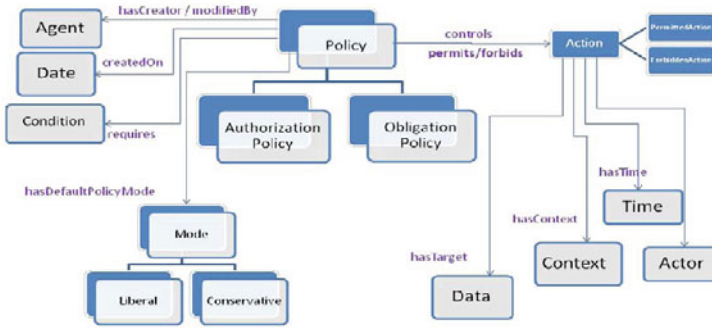 hasCreator / modifiedBy
Agent
Policy
controls
permits/forbids
Action
PermittedAction
ForbiddenAction
Date
createdOn
Condition
requires
Authorization
Policy
Obligation
Policy
hasDefaultPolicyMode
Mode
Liberal
Conservative
hasTime
Time
hasContext
Context
Actor
hasTarget
Data